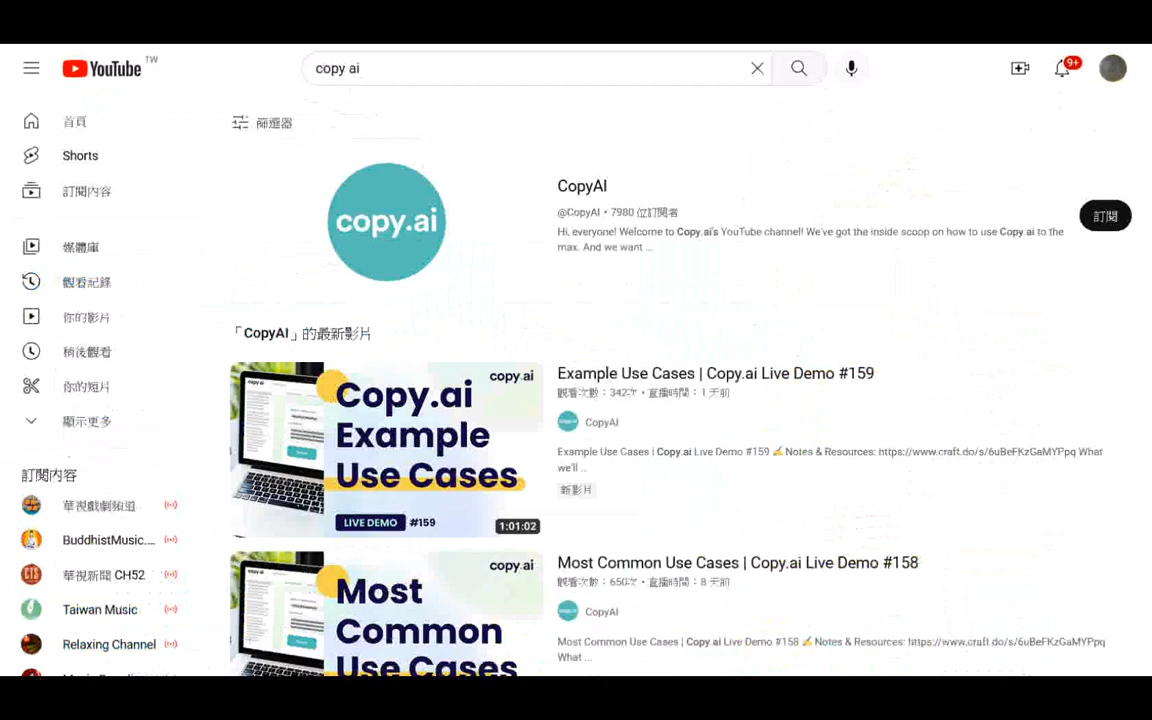 YouTube TW
copy ai
9+
首頁
Shorts
訂閱內容
媒體庫
觀看記錄
你的影片
稍後觀看
你的短片
顯示更多
訂閱內容
華視戲劇頻道
BuddhistMusic....
華視新聞 CH52
Taiwan Music
Relaxing Channel
篩選器
copy.ai
CopyAI
@CopyAI・7980 位訂閱者
Hi, everyone! Welcome to Copy.ai's YouTube channel! We've got the inside scoop on how to use Copy.ai to the
max. And we want ...
訂閱
「CopyAI」的最新影片
copy.ai
Copy.ai
Example
Use Cases
LIVE DEMO #159
1:01:02
Example Use Cases | Copy.ai Live Demo #159
觀看次數：342次・直播時間：1 天前
CopyAI
Example Use Cases | Copy.ai Live Demo #159 ✍️ Notes & Resources: https://www.craft.do/s/6uBeFKzGaMYPpq What
we'll ...
新影片
copy.ai
Most
Common
Use Cases
Most Common Use Cases | Copy.ai Live Demo #158
觀看次數：650次・直播時間：8 天前
CopyAI
Most Common Use Cases | Copy.ai Live Demo #158 ✍️ Notes & Resources: https://www.craft.do/s/6uBeFKzGaMYPpq
What ...